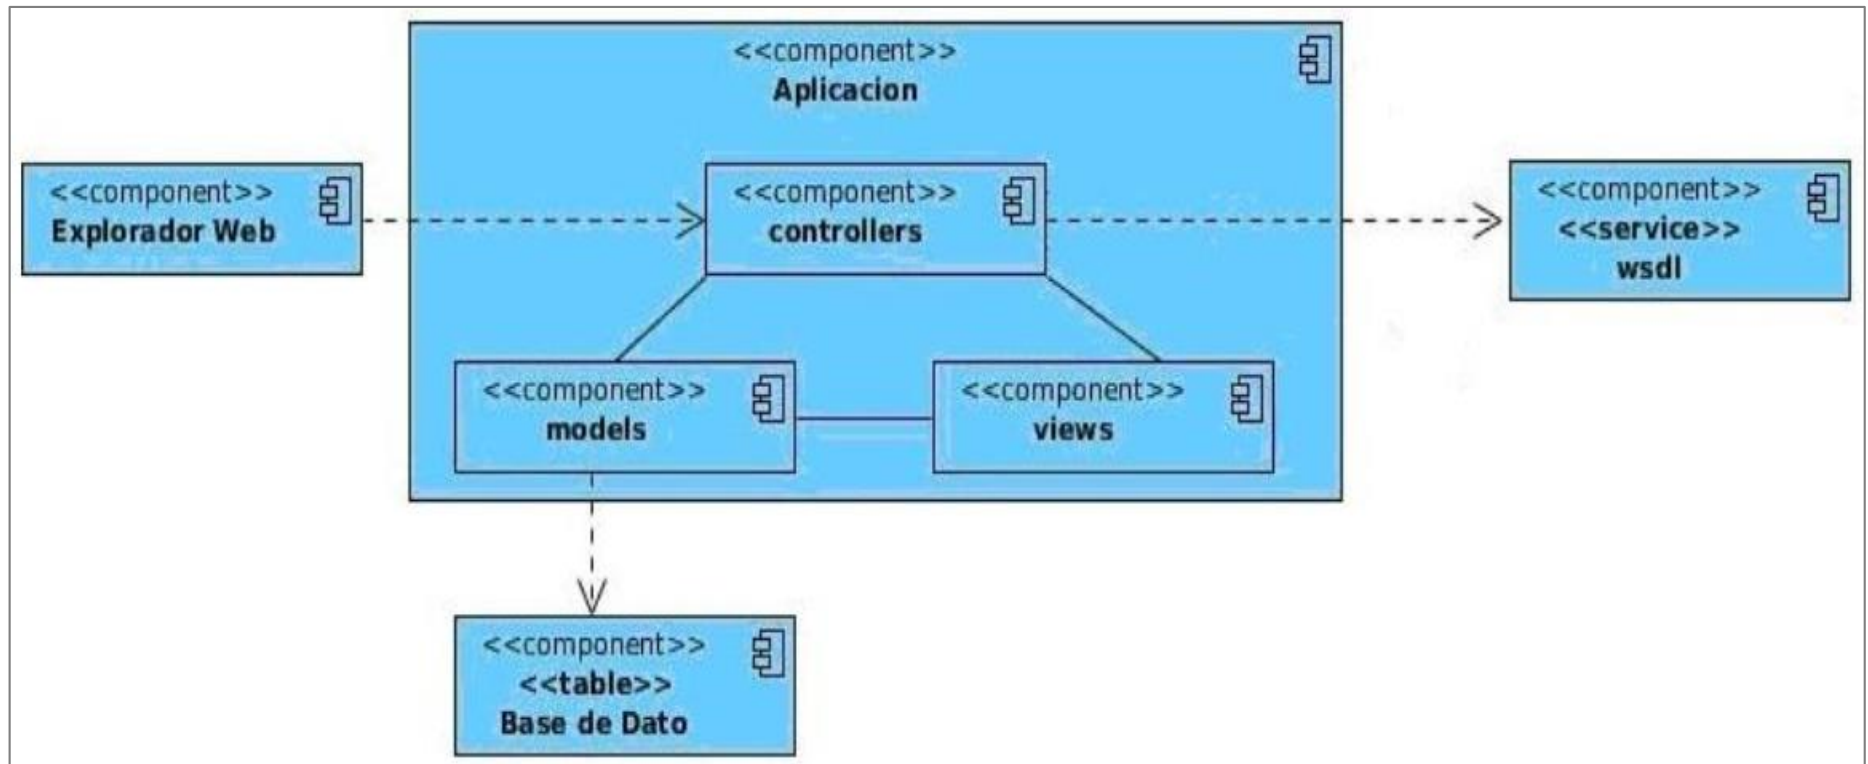 <<component>>
Aplicacion
<<component>>
Explorador Web
<<component>>
controllers
<<component>>
<<service>>
wsdl
<<component>>
models
<<component>>
views
<<component>>
<<table>>
Base de Dato